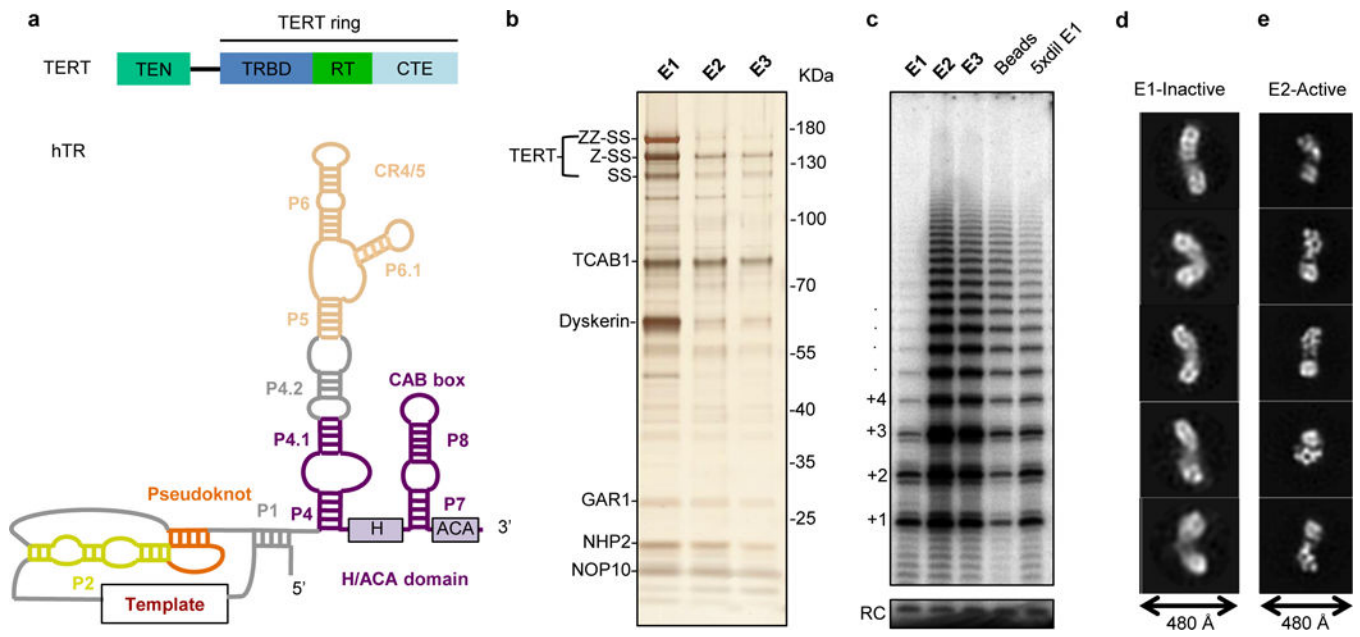 a
TERT ring
TERT
TEN
TRBD
RT
CTE
hTR
CR4/5
P6
P6.1
P5
P4.2
CAB box
P4.1
P8
Pseudoknot
P1
P4
P7
H
ACA
3’
5’
P2
H/ACA domain
Template
b
E1 E2 E3
KDa
ZZ-SS-
TERT
Z-SS-
SS-
TCAB1-
Dyskerin-
GAR1-
NHP2-
NOP10-
-180
-130
-100
-70
-55
-40
-35
-25
c
E1 E2 E3 Beads 5xdil E1
+4
+3
+2
+1
RC
d
E1-Inactive
480 Å
e
E2-Active
480 Å